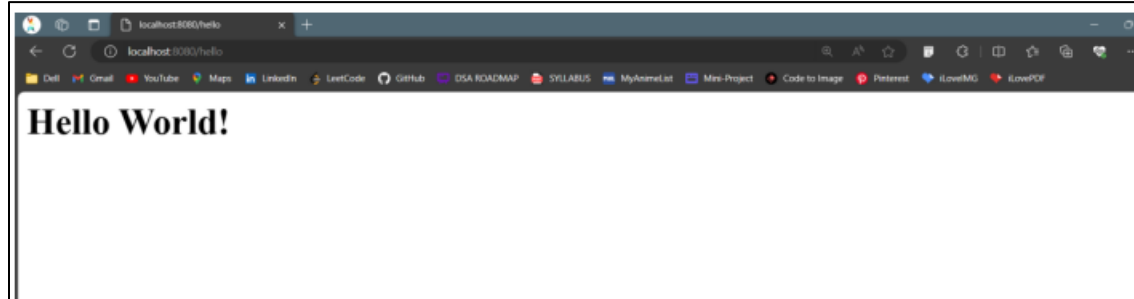 localhost:8080/hello
localhost:8080/hello
Dell Gmail YouTube Maps LinkedIn LeetCode GitHub DSA ROADMAP SYLLABUS MyAnimeList Mini-Project Code to Image Pinterest iLoveIMG iLovePDF
Hello World!